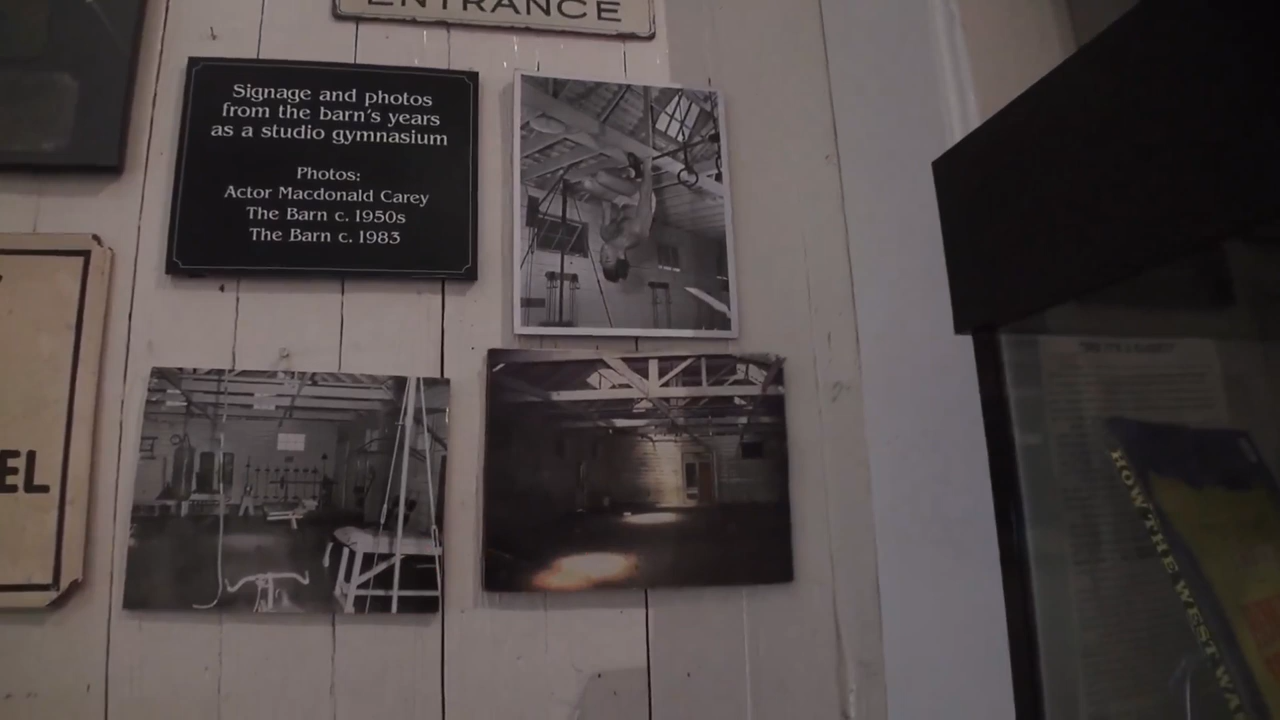 ENTRANCE
Signage and photos
from the barn's years
as a studio gymnasium
Photos:
Actor Macdonald Carey
The Barn c. 1950s
The Barn c. 1983
EL
HOW THE WEST WA